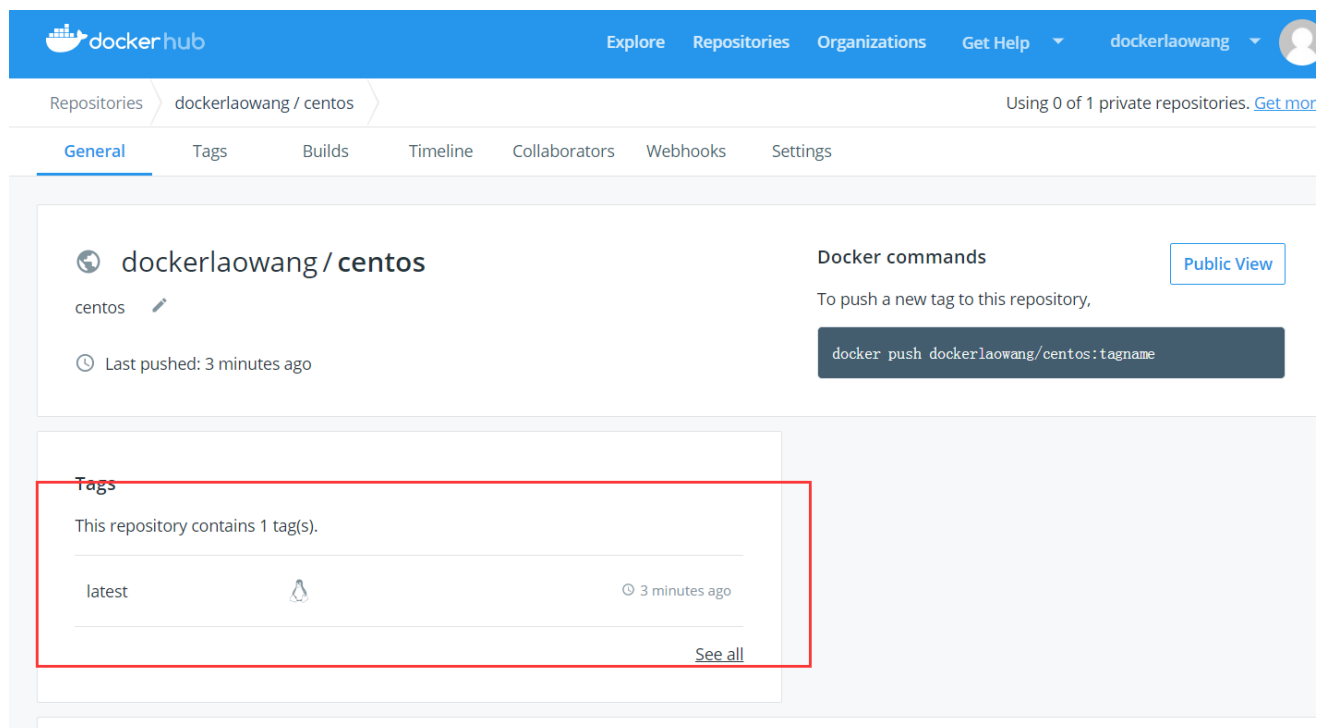 dockerhub Explore Repositories Organizations Get Help dockerlaowang
Repositories dockerlaowang / centos Using 0 of 1 private repositories. Get mor
General Tags Builds Timeline Collaborators Webhooks Settings
dockerlaowang / centos
centos
Last pushed: 3 minutes ago
Docker commands
Public View
To push a new tag to this repository,
docker push dockerlaowang/centos:tagname
Tags
This repository contains 1 tag(s).
latest 3 minutes ago
See all